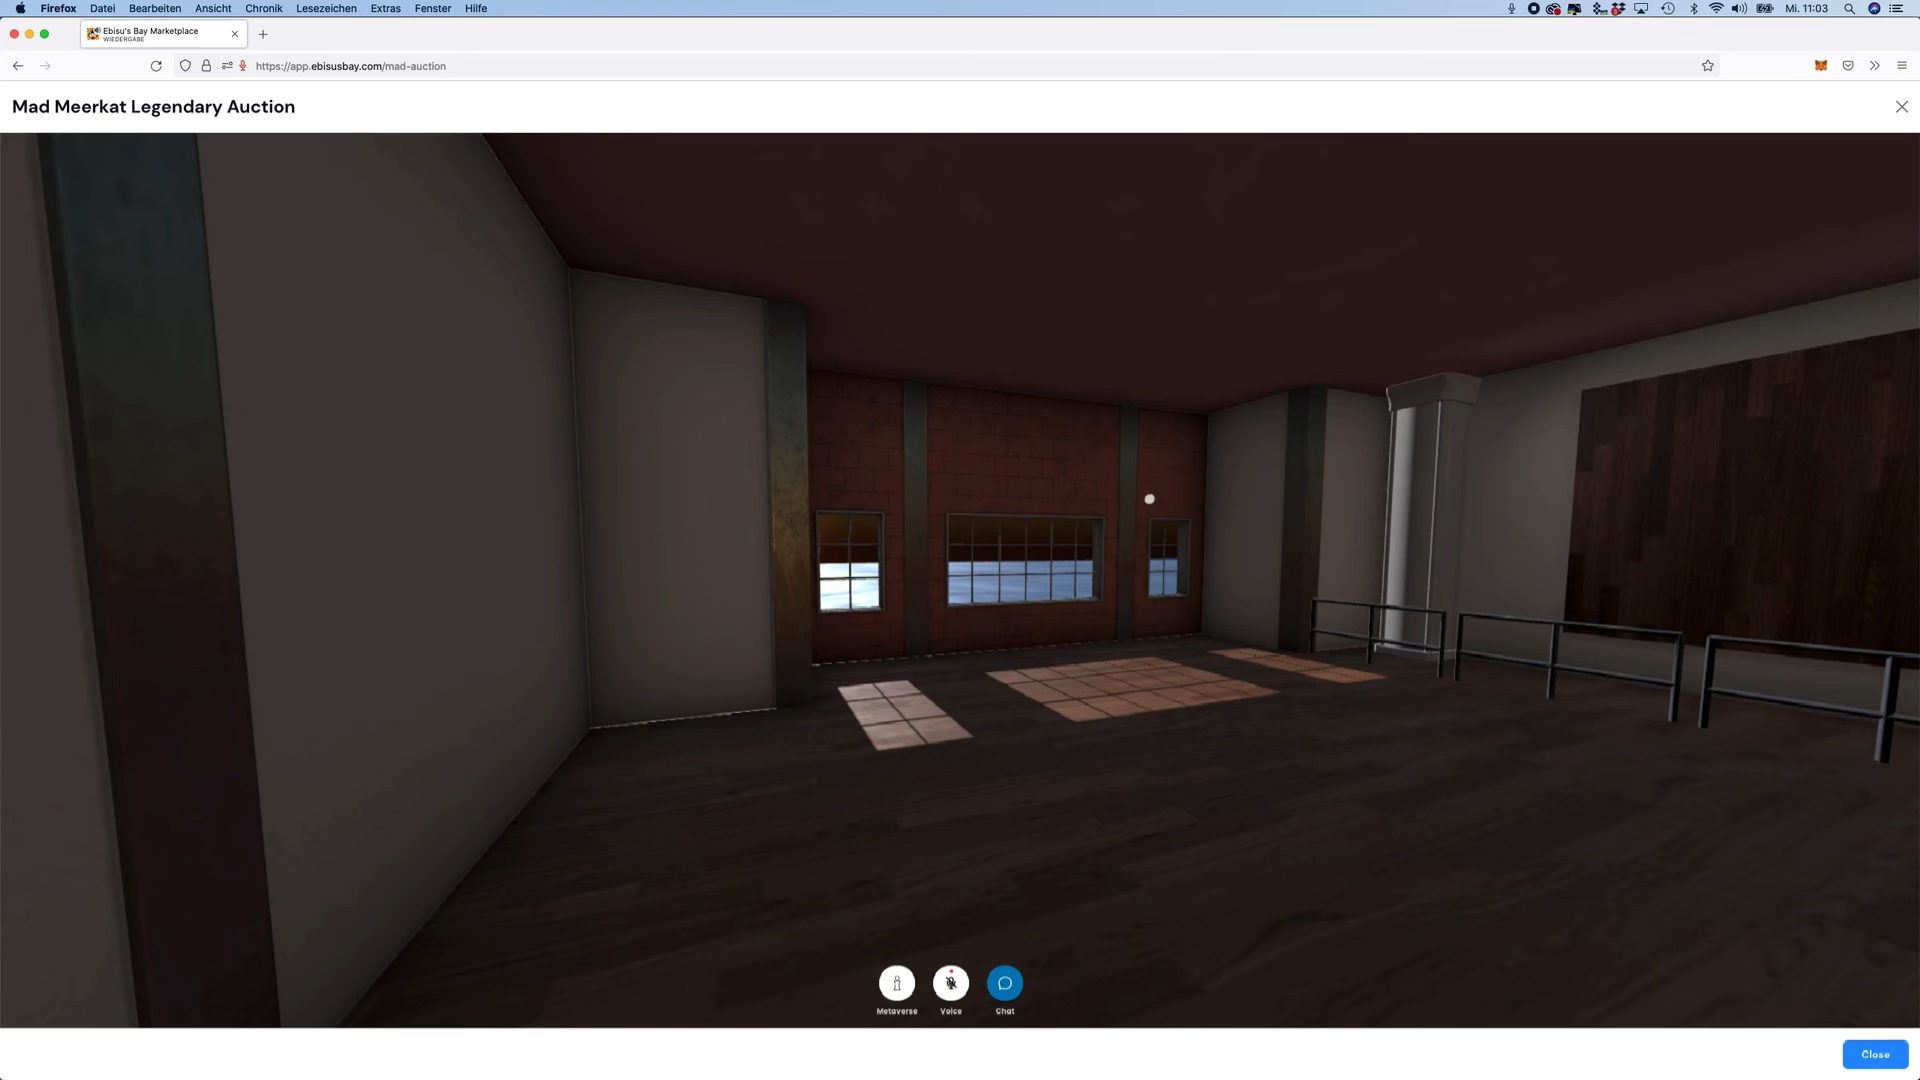 Firefox Datei Bearbeiten Ansicht Chronik Lesezeichen Extras Fenster Hilfe Mi. 11:03
Ebisu's Bay Marketplace
WIEDERGABE
https://app.ebisusbay.com/mad-auction
Mad Meerkat Legendary Auction
Metaverse Voice Chat
Close